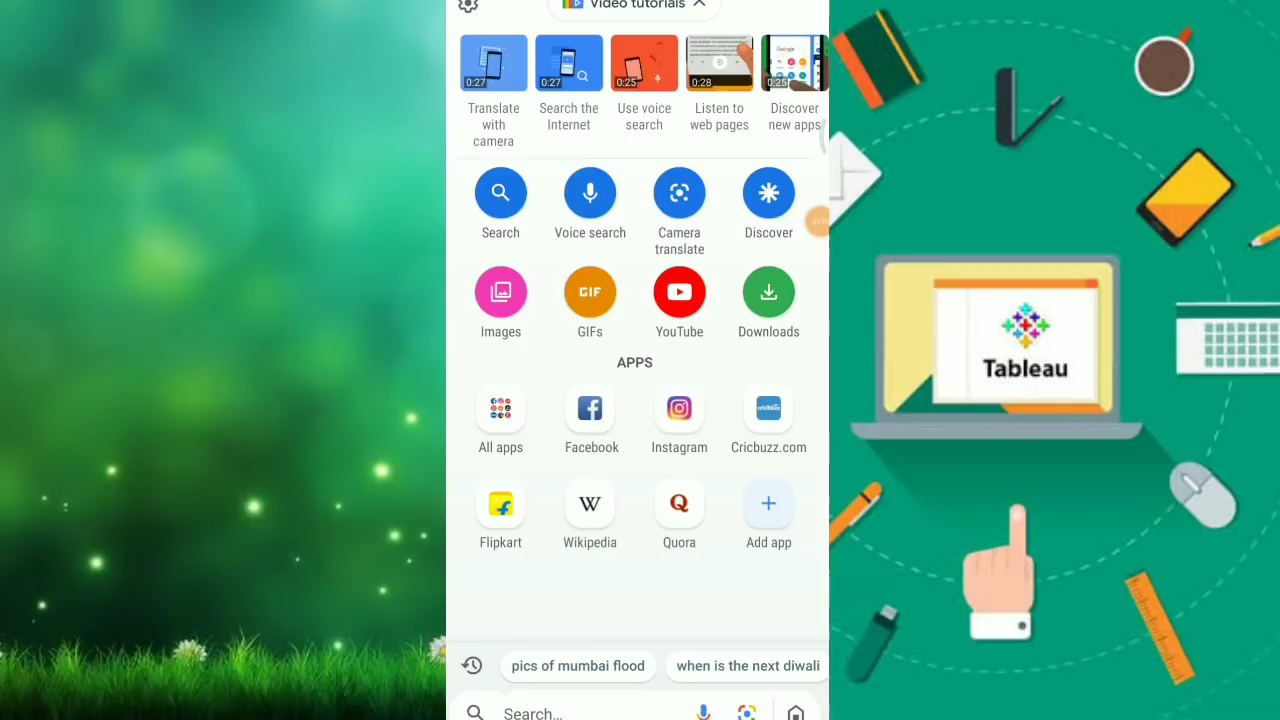 Video tutorials
0:27
0:27
0:25
0:28
0:25
Translate with camera
Search the Internet
Use voice search
Listen to web pages
Discover new apps
Search
Voice search
Camera translate
Discover
GIF
Images
GIFs
YouTube
Downloads
APPS
cricbuzz
All apps
Facebook
Instagram
Cricbuzz.com
W
Q
Flipkart
Wikipedia
Quora
Add app
pics of mumbai flood
when is the next diwali
Search...
Tableau